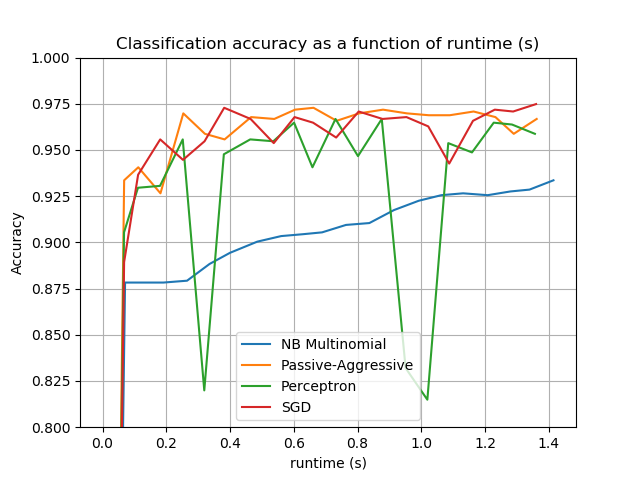 Classification accuracy as a function of runtime (s)
1.000
0.975
0.950
0.925
0.900
0.875
0.850
0.825
0.800
Accuracy
NB Multinomial
Passive-Aggressive
Perceptron
SGD
0.0 0.2 0.4 0.6 0.8 1.0 1.2 1.4
runtime (s)